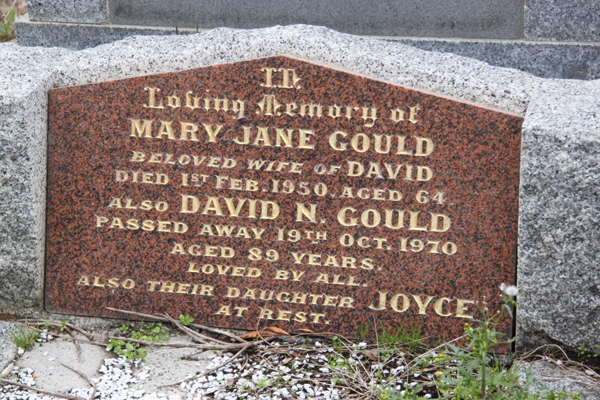 In
Loving Memory of
MARY JANE GOULD
BELOVED WIFE OF DAVID
DIED 1ST FEB. 1950, AGED 64.
ALSO DAVID N. GOULD
PASSED AWAY 19TH OCT. 1970
AGED 89 YEARS.
LOVED BY ALL.
ALSO THEIR DAUGHTER JOYCE
AT REST.